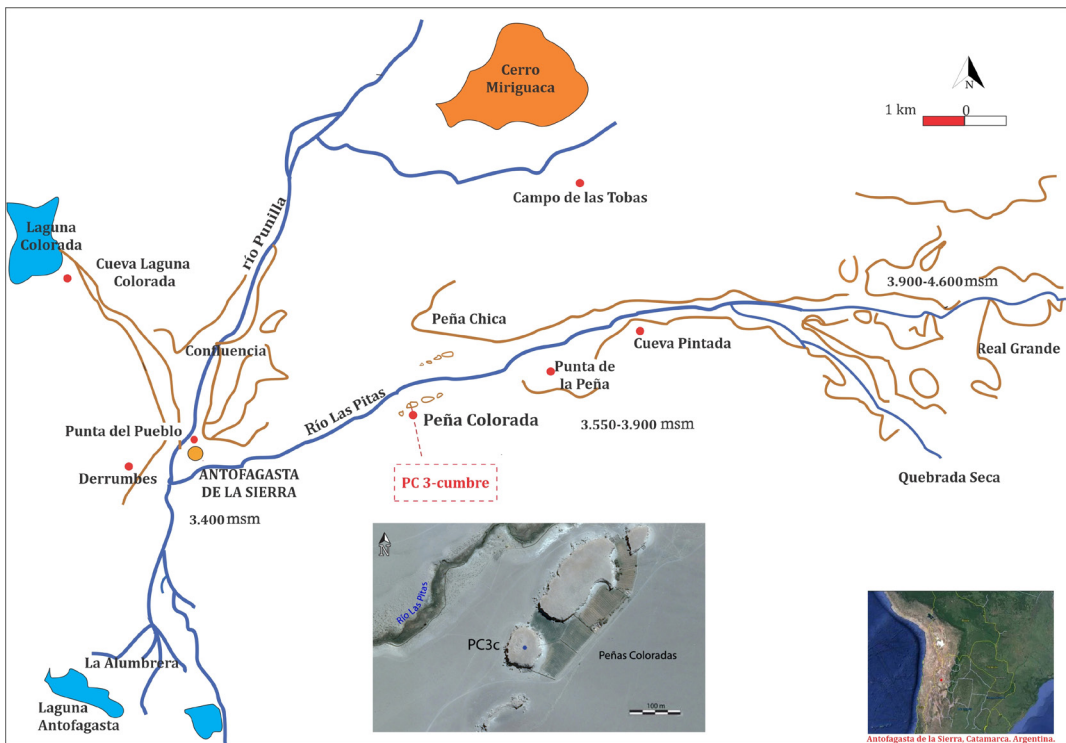 Cerro
Miriguaca
N
1 km
0
Campo de las Tobas
río Punilla
Laguna
Colorada
Cueva Laguna
Colorada
3.900-4.600 msm
Peña Chica
Confluencia
Cueva Pintada
Real Grande
Punta de
la Peña
Río Las Pitas
Peña Colorada
3.550-3.900 msm
Punta del Pueblo
Derrumbes
ANTOFAGASTA
DE LA SIERRA
PC 3-cumbre
Quebrada Seca
3.400 msm
N
Río Las Pitas
PC3c
Peñas Coloradas
100 m
La Alumbrera
Laguna
Antofagasta
Antofagasta de la Sierra, Catamarca, Argentina.